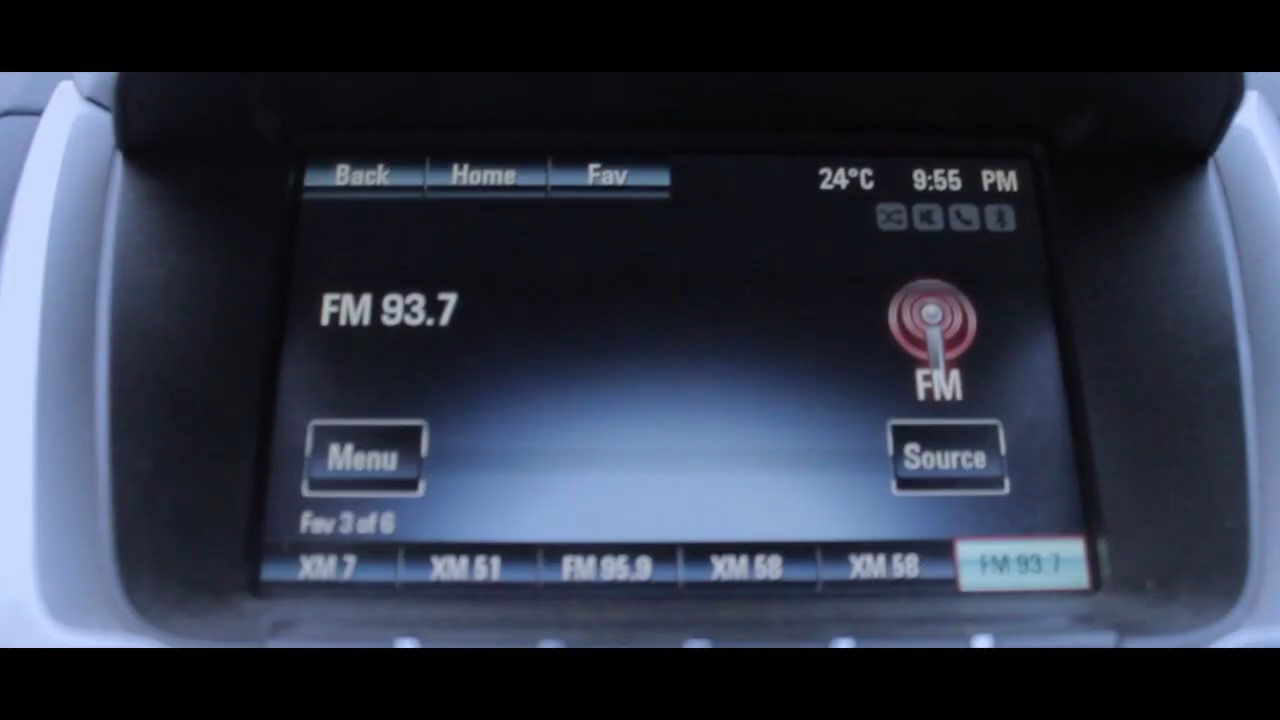 Back Home Fav 24°C 9:55 PM
FM 93.7
FM
Menu Source
Fav 3 of 6
XM 7 XM 51 FM 95.9 XM 58 XM 58 FM 93.7